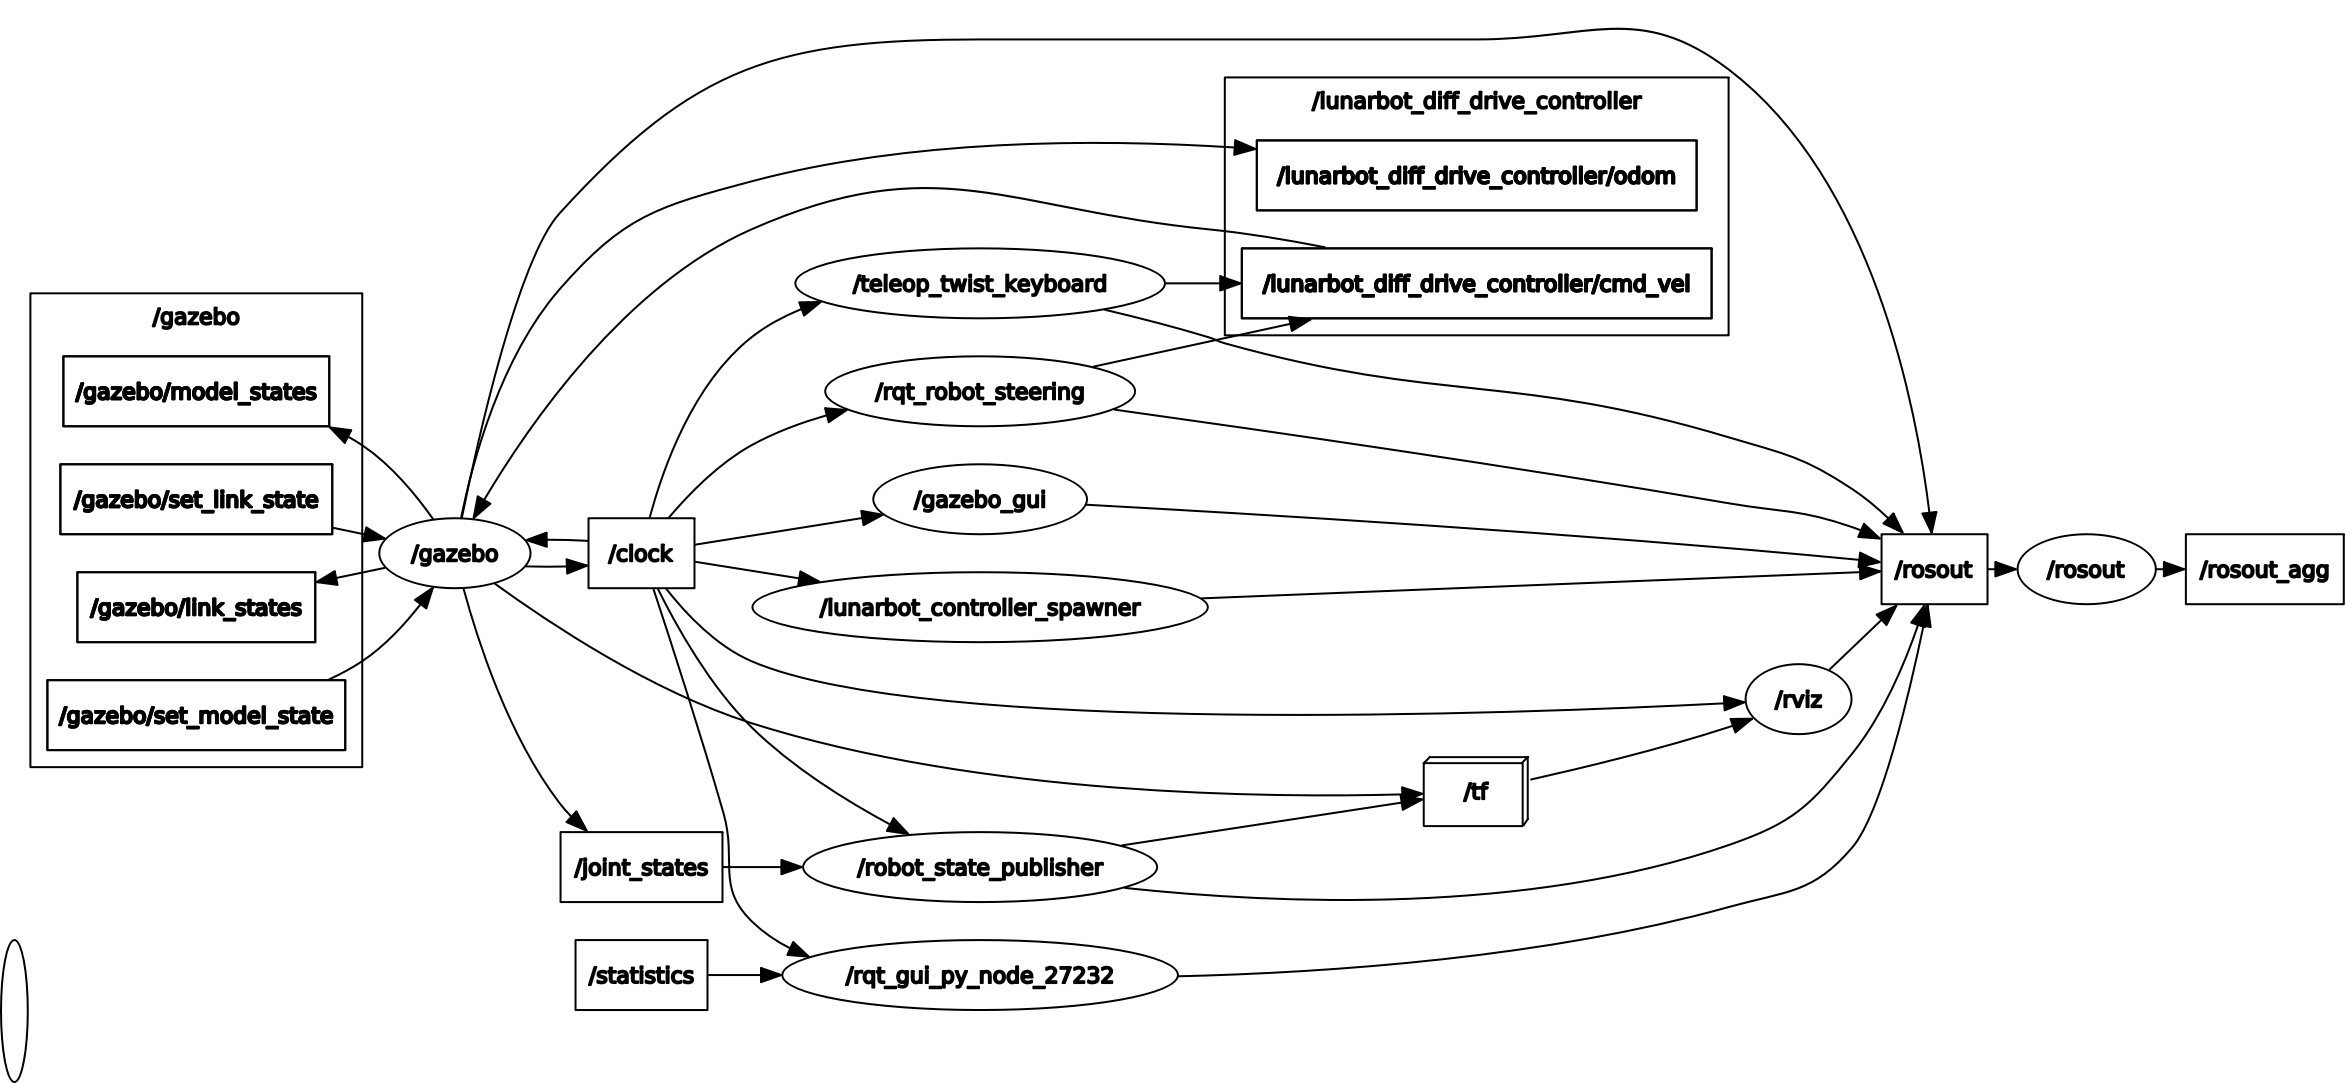 /lunarbot_diff_drive_controller
/lunarbot_diff_drive_controller/odom
/teleop_twist_keyboard
/lunarbot_diff_drive_controller/cmd_vel
/gazebo
/gazebo/model_states
/rqt_robot_steering
/gazebo/set_link_state
/gazebo_gui
/gazebo
/clock
/rosout
/rosout
/rosout_agg
/gazebo/link_states
/lunarbot_controller_spawner
/gazebo/set_model_state
/rviz
/tf
/joint_states
/robot_state_publisher
/statistics
/rqt_gui_py_node_27232